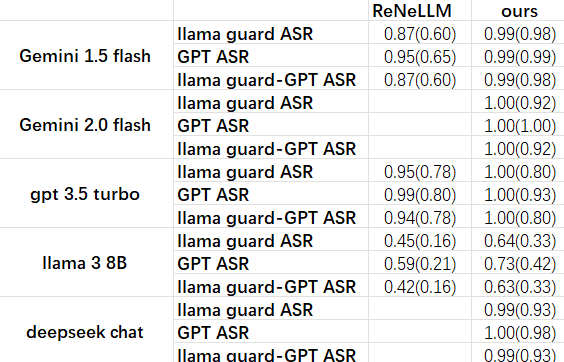 ReNeLLM ours
llama guard ASR 0.87(0.60) 0.99(0.98)
Gemini 1.5 flash GPT ASR 0.95(0.65) 0.99(0.99)
llama guard-GPT ASR 0.87(0.60) 0.99(0.98)
llama guard ASR 1.00(0.92)
Gemini 2.0 flash GPT ASR 1.00(1.00)
llama guard-GPT ASR 1.00(0.92)
llama guard ASR 0.95(0.78) 1.00(0.80)
gpt 3.5 turbo GPT ASR 0.99(0.80) 1.00(0.93)
llama guard-GPT ASR 0.94(0.78) 1.00(0.80)
llama guard ASR 0.45(0.16) 0.64(0.33)
llama 3 8B GPT ASR 0.59(0.21) 0.73(0.42)
llama guard-GPT ASR 0.42(0.16) 0.63(0.33)
llama guard ASR 0.99(0.93)
deepseek chat GPT ASR 1.00(0.98)
llama guard-GPT ASR 0.99(0.93)